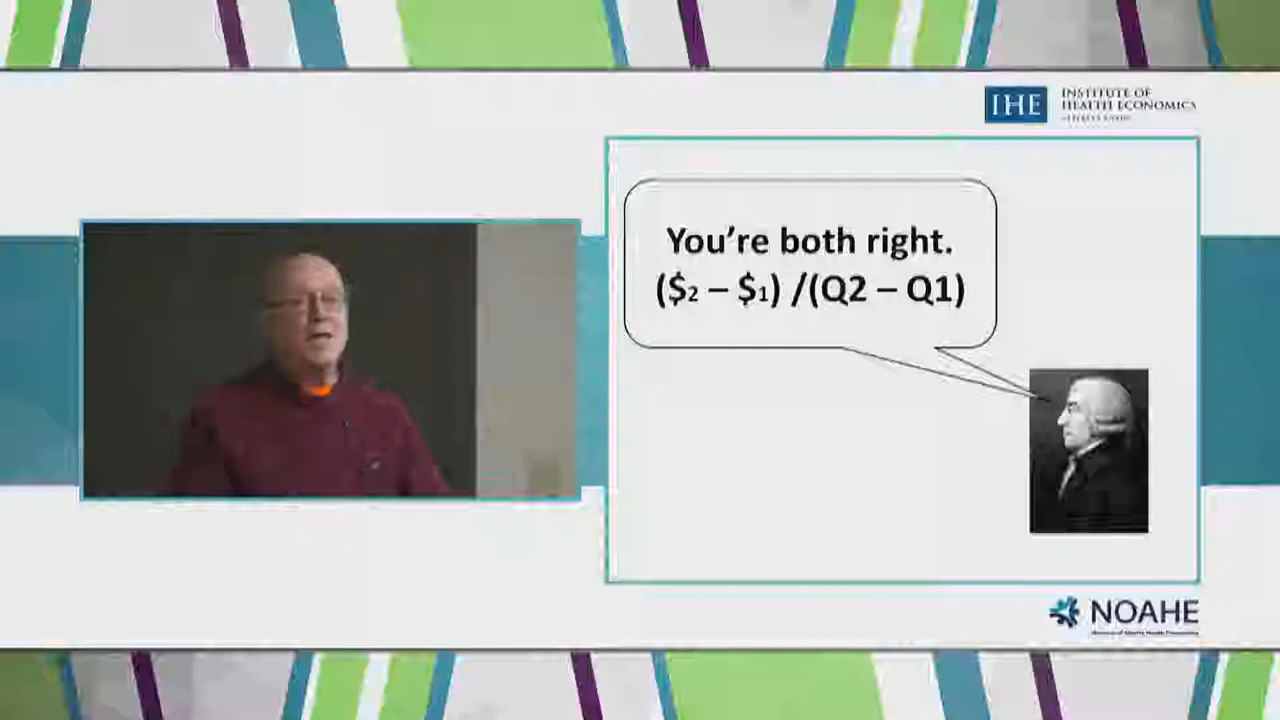 IHE
INSTITUTE OF
HEALTH ECONOMICS
You’re both right.
($₂ – $₁) /(Q2 – Q1)
NOAHE